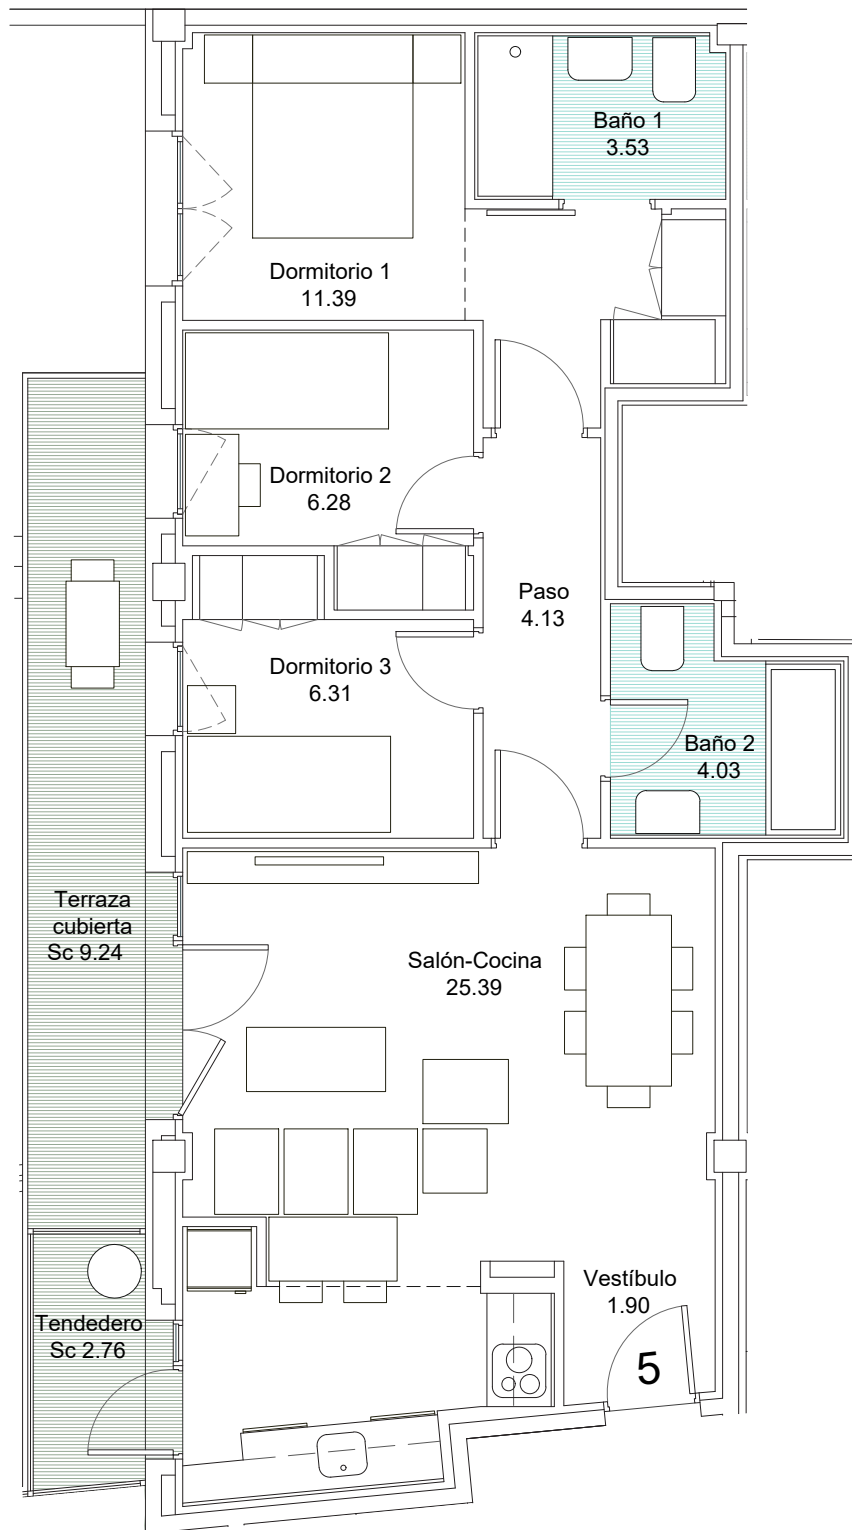 Baño 1
3.53
Dormitorio 1
11.39
Dormitorio 2
6.28
Paso
4.13
Dormitorio 3
6.31
Baño 2
4.03
Terraza
cubierta
Sc 9.24
Salón-Cocina
25.39
Vestíbulo
1.90
Tendedero
Sc 2.76
5